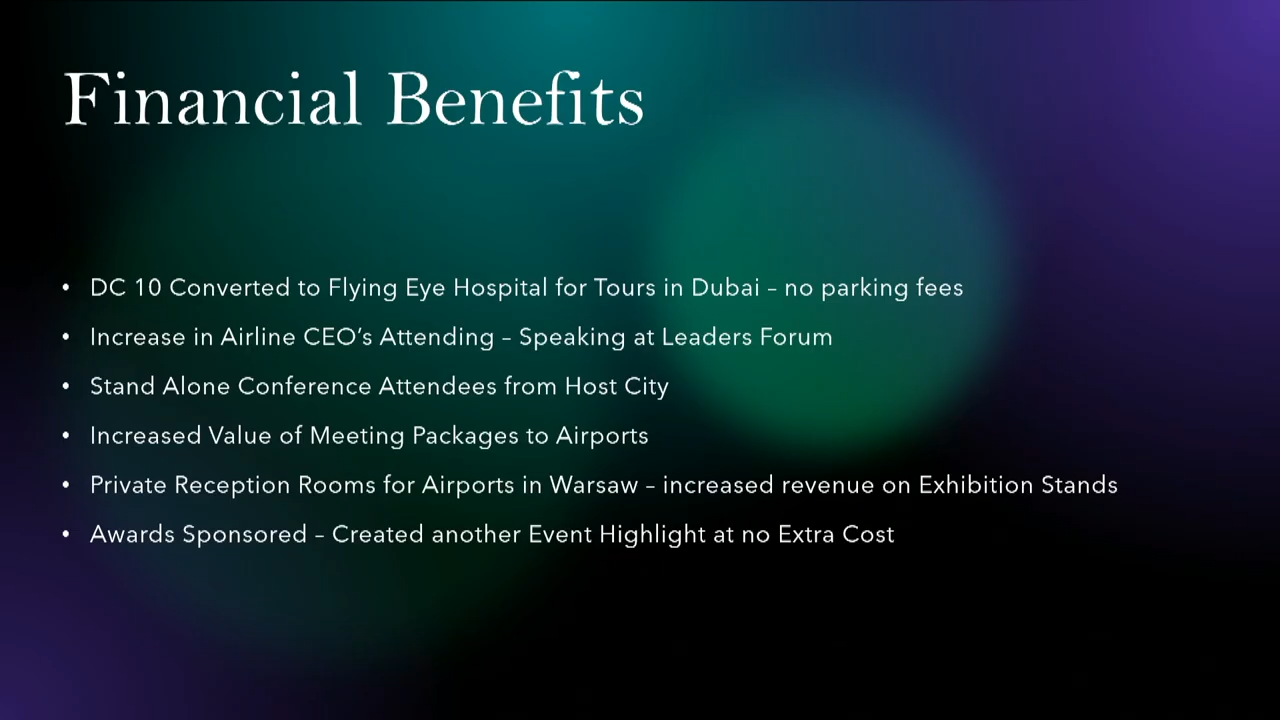 Financial Benefits
• DC 10 Converted to Flying Eye Hospital for Tours in Dubai – no parking fees
• Increase in Airline CEO’s Attending – Speaking at Leaders Forum
• Stand Alone Conference Attendees from Host City
• Increased Value of Meeting Packages to Airports
• Private Reception Rooms for Airports in Warsaw – increased revenue on Exhibition Stands
• Awards Sponsored – Created another Event Highlight at no Extra Cost